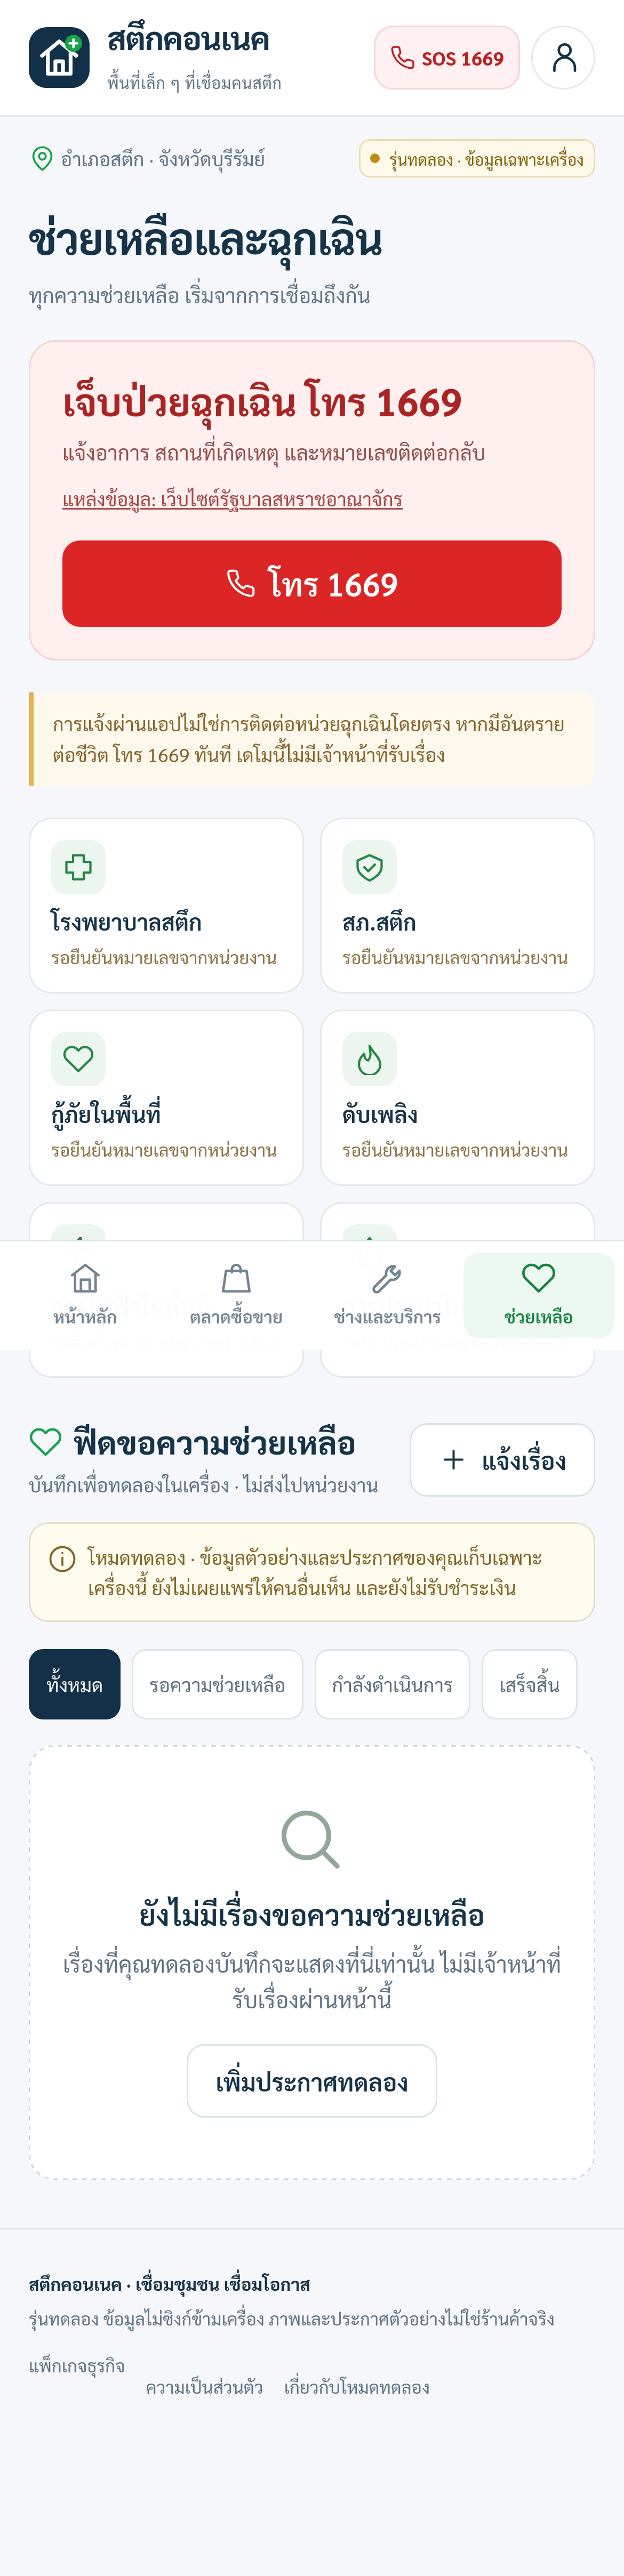 สตึกคอนเนค
พื้นที่เล็ก ๆ ที่เชื่อมคนสตึก
SOS 1669
อำเภอสตึก · จังหวัดบุรีรัมย์
รุ่นทดลอง · ข้อมูลเฉพาะเครื่อง
ช่วยเหลือและฉุกเฉิน
ทุกความช่วยเหลือ เริ่มจากการเชื่อมถึงกัน
เจ็บป่วยฉุกเฉิน โทร 1669
แจ้งอาการ สถานที่เกิดเหตุ และหมายเลขติดต่อกลับ
แหล่งข้อมูล: เว็บไซต์รัฐบาลสหราชอาณาจักร
โทร 1669
การแจ้งผ่านแอปไม่ใช่การติดต่อหน่วยฉุกเฉินโดยตรง หากมีอันตราย
ต่อชีวิต โทร 1669 ทันที เดโมนี้ไม่มีเจ้าหน้าที่รับเรื่อง
โรงพยาบาลสตึก
รอยืนยันหมายเลขจากหน่วยงาน
สภ.สตึก
รอยืนยันหมายเลขจากหน่วยงาน
กู้ภัยในพื้นที่
รอยืนยันหมายเลขจากหน่วยงาน
ดับเพลิง
รอยืนยันหมายเลขจากหน่วยงาน
หน้าหลัก
ตลาดซื้อขาย
ช่างและบริการ
ช่วยเหลือ
ฟีดขอความช่วยเหลือ
บันทึกเพื่อทดลองในเครื่อง · ไม่ส่งไปหน่วยงาน
แจ้งเรื่อง
โหมดทดลอง · ข้อมูลตัวอย่างและประกาศของคุณเก็บเฉพาะ
เครื่องนี้ ยังไม่เผยแพร่ให้คนอื่นเห็น และยังไม่รับชำระเงิน
ทั้งหมด
รอความช่วยเหลือ
กำลังดำเนินการ
เสร็จสิ้น
ยังไม่มีเรื่องขอความช่วยเหลือ
เรื่องที่คุณทดลองบันทึกจะแสดงที่นี่เท่านั้น ไม่มีเจ้าหน้าที่
รับเรื่องผ่านหน้านี้
เพิ่มประกาศทดลอง
สตึกคอนเนค · เชื่อมชุมชน เชื่อมโอกาส
รุ่นทดลอง ข้อมูลไม่ซิงก์ข้ามเครื่อง ภาพและประกาศตัวอย่างไม่ใช่ร้านค้าจริง
แพ็กเกจธุรกิจ
ความเป็นส่วนตัว
เกี่ยวกับโหมดทดลอง